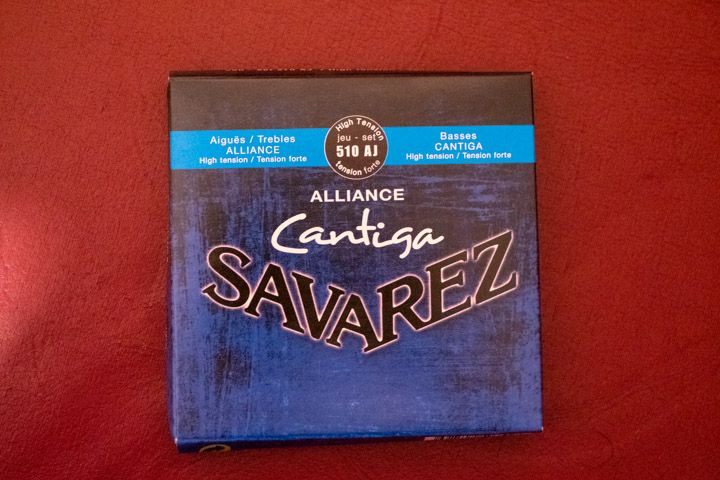 Aiguës / Trebles
ALLIANCE
High tension / Tension forte
High Tension
jeu - set
510 AJ
tension forte
Basses
CANTIGA
High tension / Tension forte
ALLIANCE
Cantiga
SAVAREZ